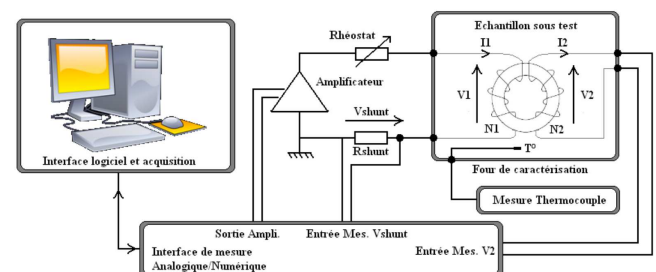 Echantillon sous test
Rhéostat
I1
I2
Amplificateur
V1
V2
Vshunt
N1
N2
Rshunt
T°
Interface logiciel et acquisition
Four de caractérisation
Mesure Thermocouple
Sortie Ampli.
Entrée Mes. Vshunt
Interface de mesure
Analogique/Numérique
Entrée Mes. V2